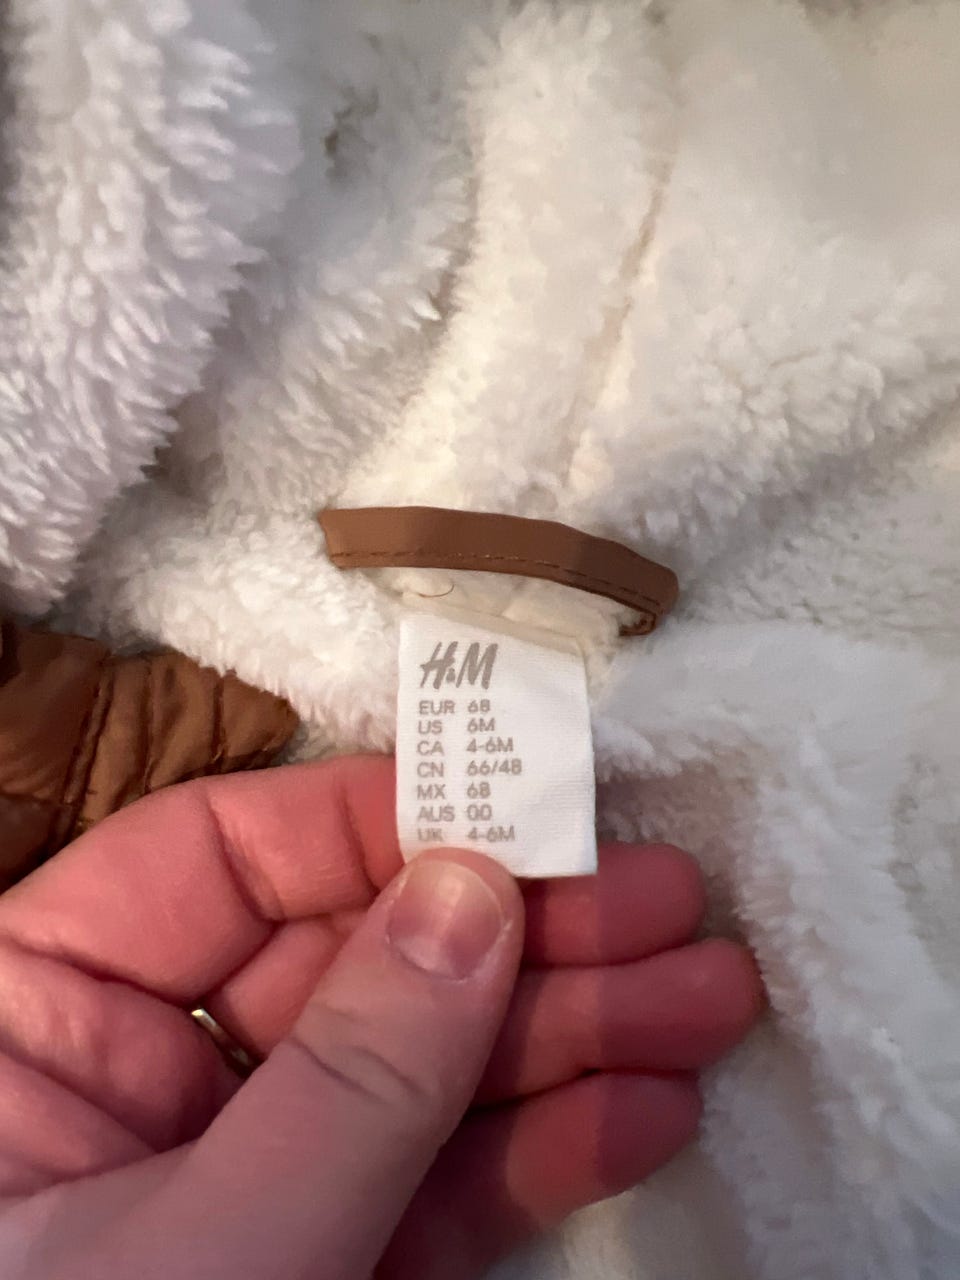 H&M
EUR 68
US 6M
CA 4-6M
CN 66/48
MX 68
AUS 00
UK 4-6M